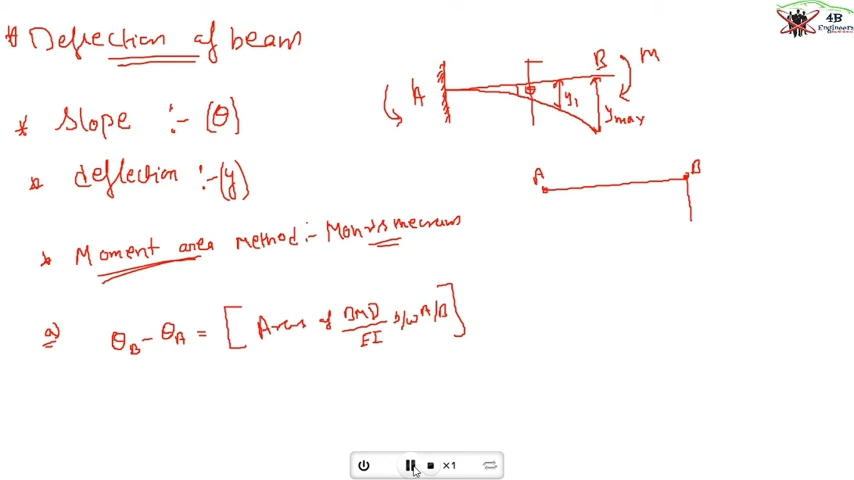 * Deflection of beam
* Slope :- (θ)
* deflection :- (y)
* Moment area method :- Mohr's theorems
a) θB - θA = [Area of BMD/EI b/w A/B]
A
B
M
y1
ymax
A
B
4B
Engineers
×1